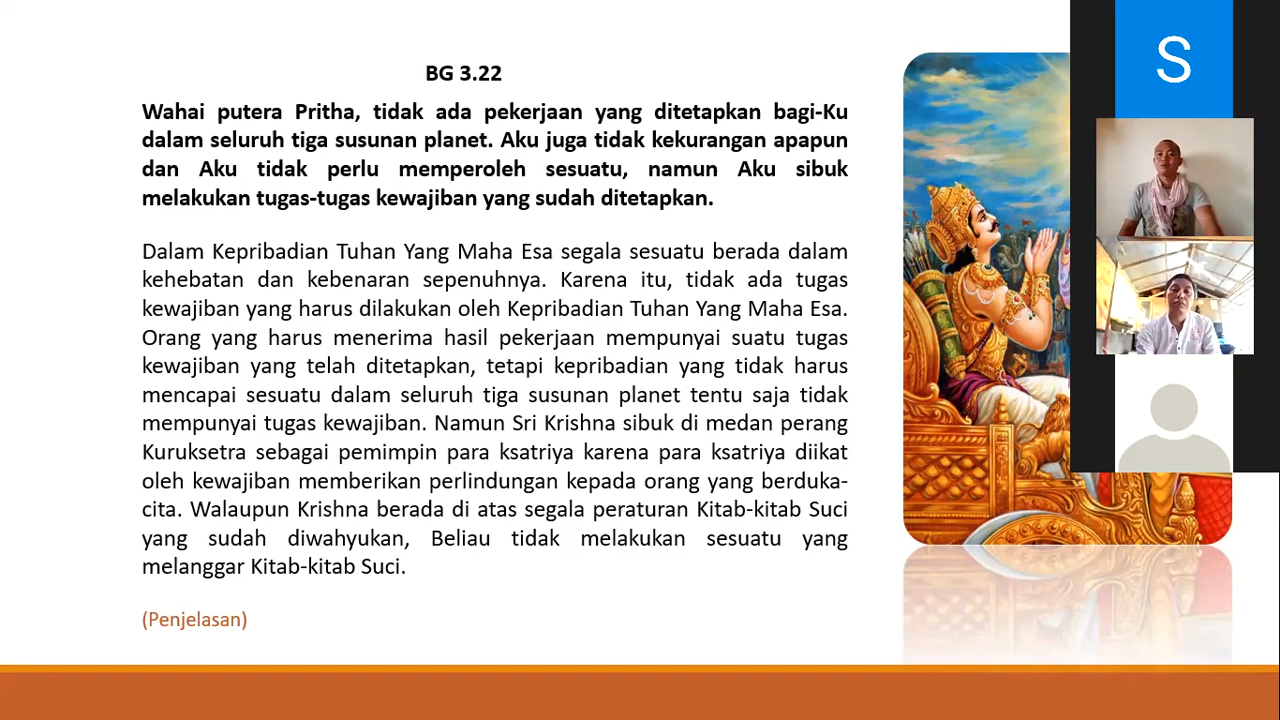 BG 3.22
Wahai putera Pritha, tidak ada pekerjaan yang ditetapkan bagi-Ku
dalam seluruh tiga susunan planet. Aku juga tidak kekurangan apapun
dan Aku tidak perlu memperoleh sesuatu, namun Aku sibuk
melakukan tugas-tugas kewajiban yang sudah ditetapkan.
Dalam Kepribadian Tuhan Yang Maha Esa segala sesuatu berada dalam
kehebatan dan kebenaran sepenuhnya. Karena itu, tidak ada tugas
kewajiban yang harus dilakukan oleh Kepribadian Tuhan Yang Maha Esa.
Orang yang harus menerima hasil pekerjaan mempunyai suatu tugas
kewajiban yang telah ditetapkan, tetapi kepribadian yang tidak harus
mencapai sesuatu dalam seluruh tiga susunan planet tentu saja tidak
mempunyai tugas kewajiban. Namun Sri Krishna sibuk di medan perang
Kuruksetra sebagai pemimpin para ksatriya karena para ksatriya diikat
oleh kewajiban memberikan perlindungan kepada orang yang berduka-
cita. Walaupun Krishna berada di atas segala peraturan Kitab-kitab Suci
yang sudah diwahyukan, Beliau tidak melakukan sesuatu yang
melanggar Kitab-kitab Suci.
(Penjelasan)
S